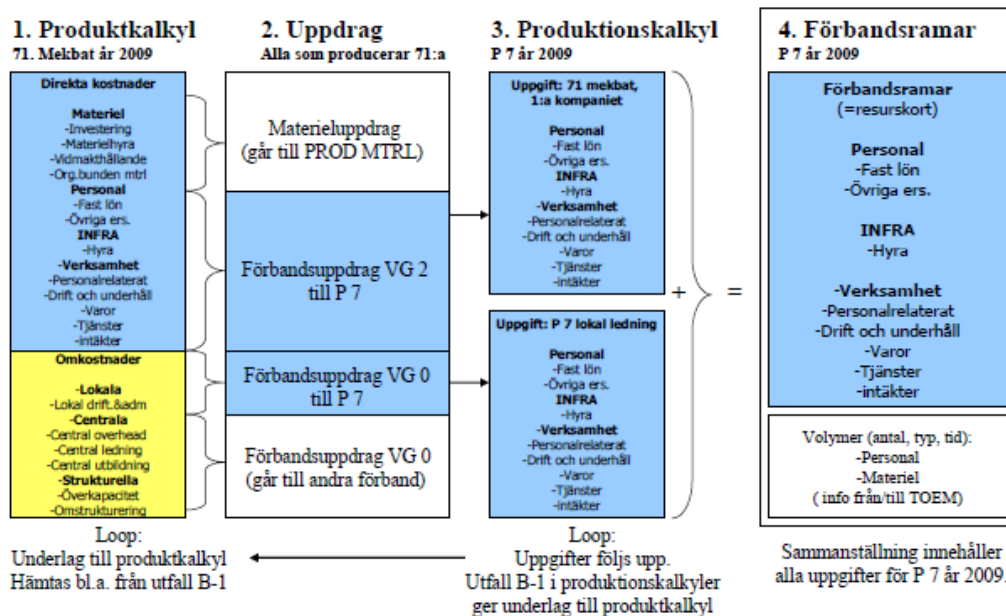 1. Produktkalkyl
71. Mekbat år 2009
Direkta kostnader
Materiel
-Investering
-Materielhyra
-Vidmakthållande
-Org.bunden mtrl
Personal
-Fast lön
-Övriga ers.
INFRA
-Hyra
-Verksamhet
-Personalrelaterat
-Drift och underhåll
-Varor
-Tjänster
-intäkter
Omkostnader
-Lokala
-Lokal drift.&adm
-Centrala
-Central overhead
-Central ledning
-Central utbildning
-Strukturella
-Överkapacitet
-Omstrukturering
Loop:
Underlag till produktkalkyl
Hämtas bl.a. från utfall B-1
2. Uppdrag
Alla som producerar 71:a
Materieluppdrag
(går till PROD MTRL)
Förbandsuppdrag VG 2
till P 7
Förbandsuppdrag VG 0
till P 7
Förbandsuppdrag VG 0
(går till andra förband)
3. Produktionskalkyl
P 7 år 2009
Uppgift: 71 mekbat,
1:a kompaniet
Personal
-Fast lön
-Övriga ers.
INFRA
-Hyra
-Verksamhet
-Personalrelaterat
-Drift och underhåll
-Varor
-Tjänster
-intäkter
+
=
Uppgift: P 7 lokal ledning
Personal
-Fast lön
-Övriga ers.
INFRA
-Hyra
-Verksamhet
-Personalrelaterat
-Drift och underhåll
-Varor
-Tjänster
-intäkter
Loop:
Uppgifter följs upp.
Utfall B-1 i produktionskalkyler
ger underlag till produktkalkyl
4. Förbandsramar
P 7 år 2009
Förbandsramar
(=resurskort)
Personal
-Fast lön
-Övriga ers.
INFRA
-Hyra
-Verksamhet
-Personalrelaterat
-Drift och underhåll
-Varor
-Tjänster
-intäkter
Volymer (antal, typ, tid):
-Personal
-Materiel
( info från/till TOEM)
Sammanställning innehåller
alla uppgifter för P 7 år 2009.